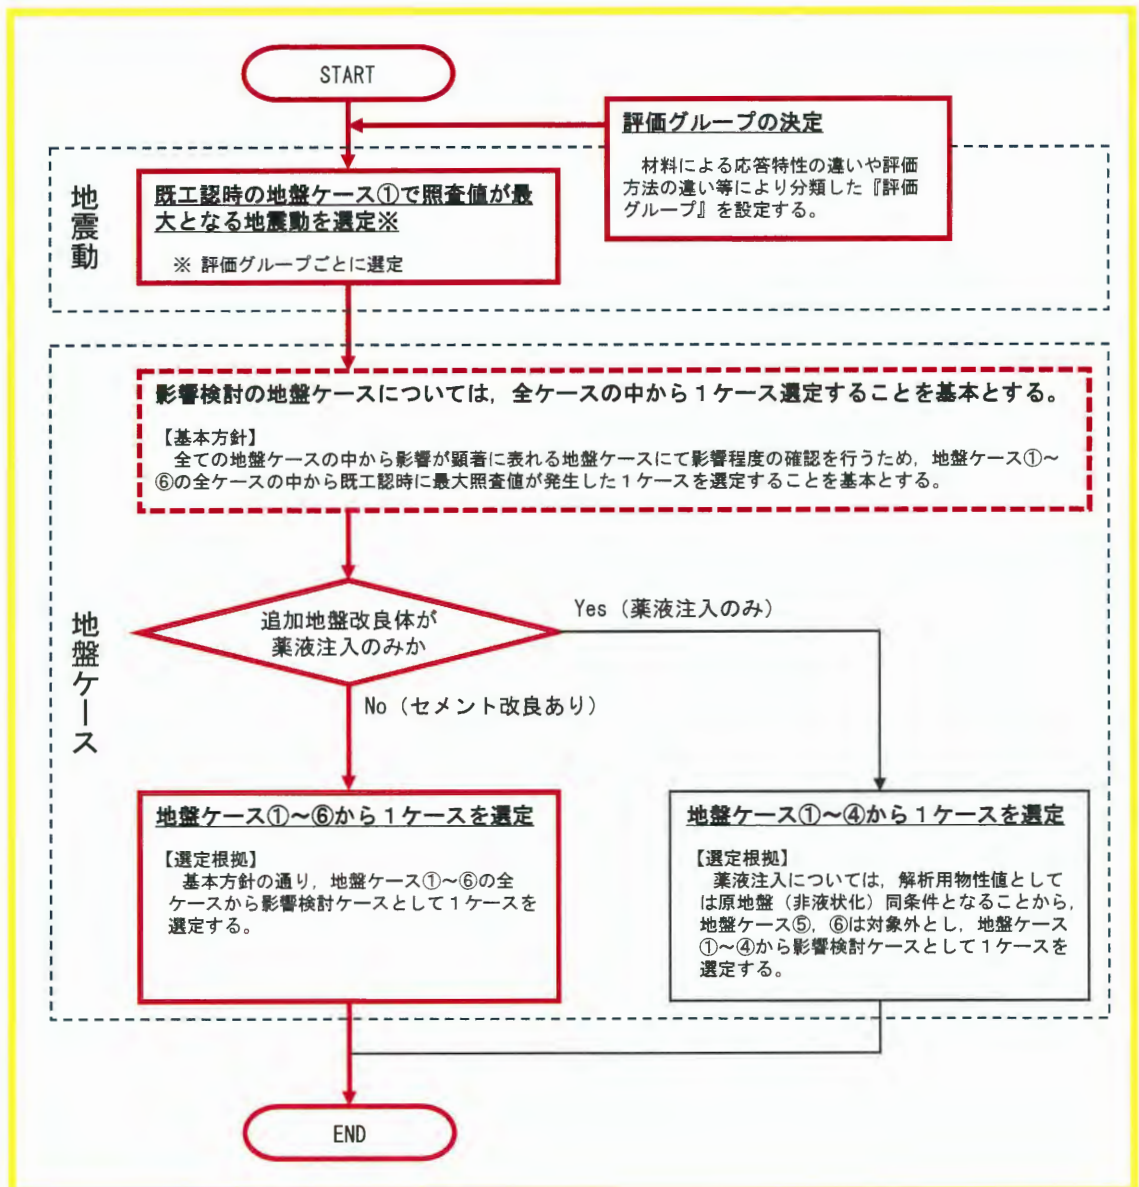 START
評価グループの決定
材料による応答特性の違いや評価
方法の違い等により分類した『評価
グループ』を設定する。
地震動
既工認時の地盤ケース①で照査値が最
大となる地震動を選定※
※ 評価グループごとに選定
影響検討の地盤ケースについては，全ケースの中から１ケース選定することを基本とする。
【基本方針】
全ての地盤ケースの中から影響が顕著に表れる地盤ケースにて影響程度の確認を行うため，地盤ケース①～
⑥の全ケースの中から既工認時に最大照査値が発生した１ケースを選定することを基本とする。
地盤ケース
追加地盤改良体が
薬液注入のみか
Yes（薬液注入のみ）
No（セメント改良あり）
地盤ケース①～⑥から１ケースを選定
【選定根拠】
基本方針の通り，地盤ケース①～⑥の全
ケースから影響検討ケースとして１ケースを
選定する。
地盤ケース①～④から１ケースを選定
【選定根拠】
薬液注入については，解析用物性値として
は原地盤（非液状化）同条件となることから，
地盤ケース⑤，⑥は対象外とし，地盤ケース
①～④から影響検討ケースとして１ケースを
選定する。
END